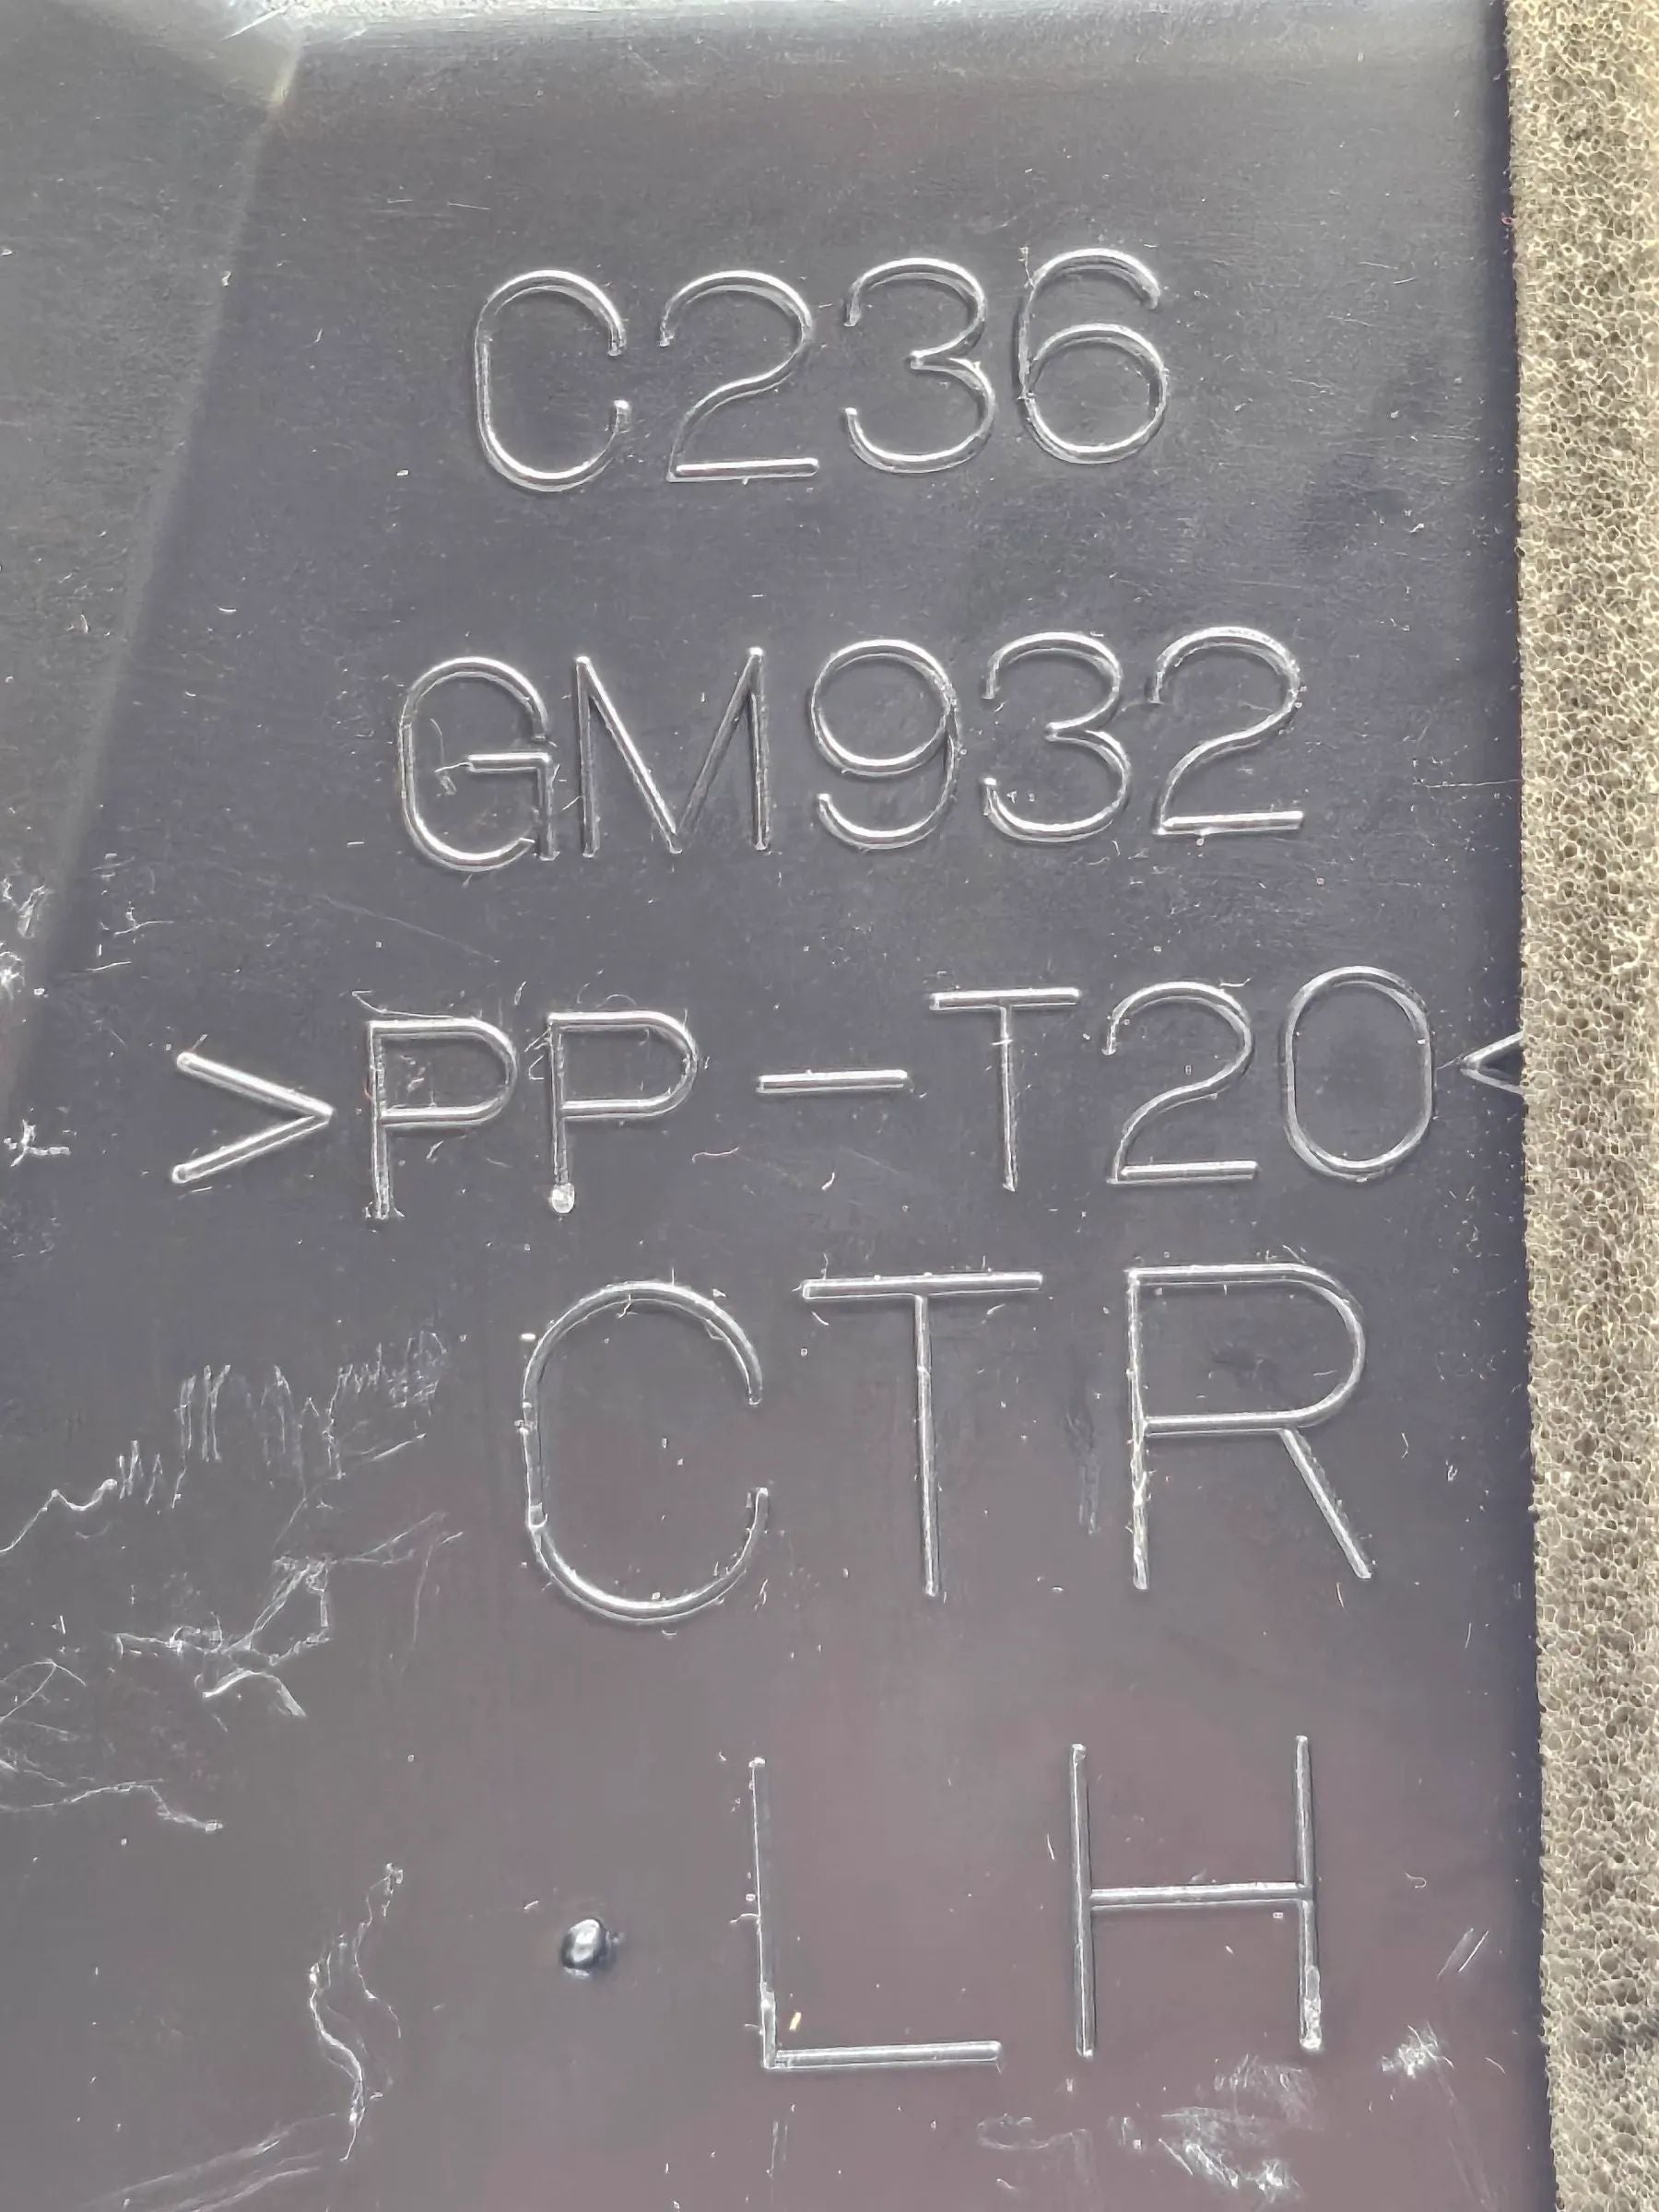 C236
GM932
>PP-T20<
CTR
LH